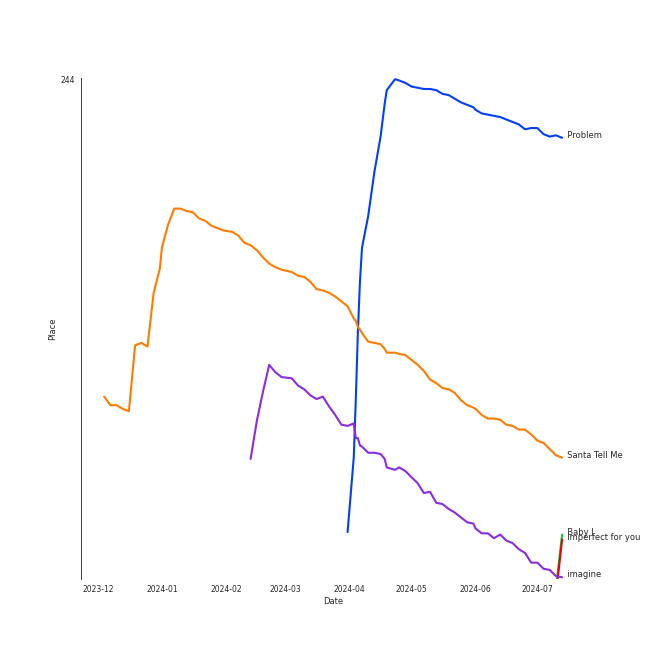 244
Problem
Place
Santa Tell Me
Baby I
Imperfect for you
imagine
2023-12 2024-01 2024-02 2024-03 2024-04 2024-05 2024-06 2024-07
Date